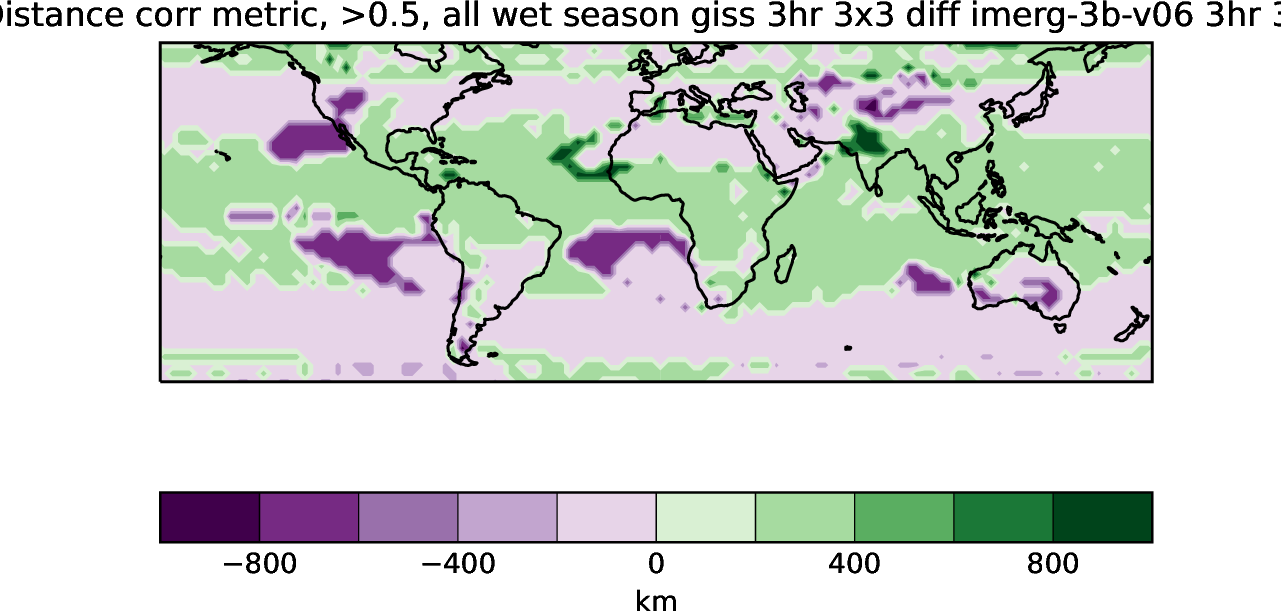 Distance corr metric, >0.5, all wet season giss 3hr 3x3 diff imerg-3b-v06 3hr 3
−800 −400 0 400 800
km